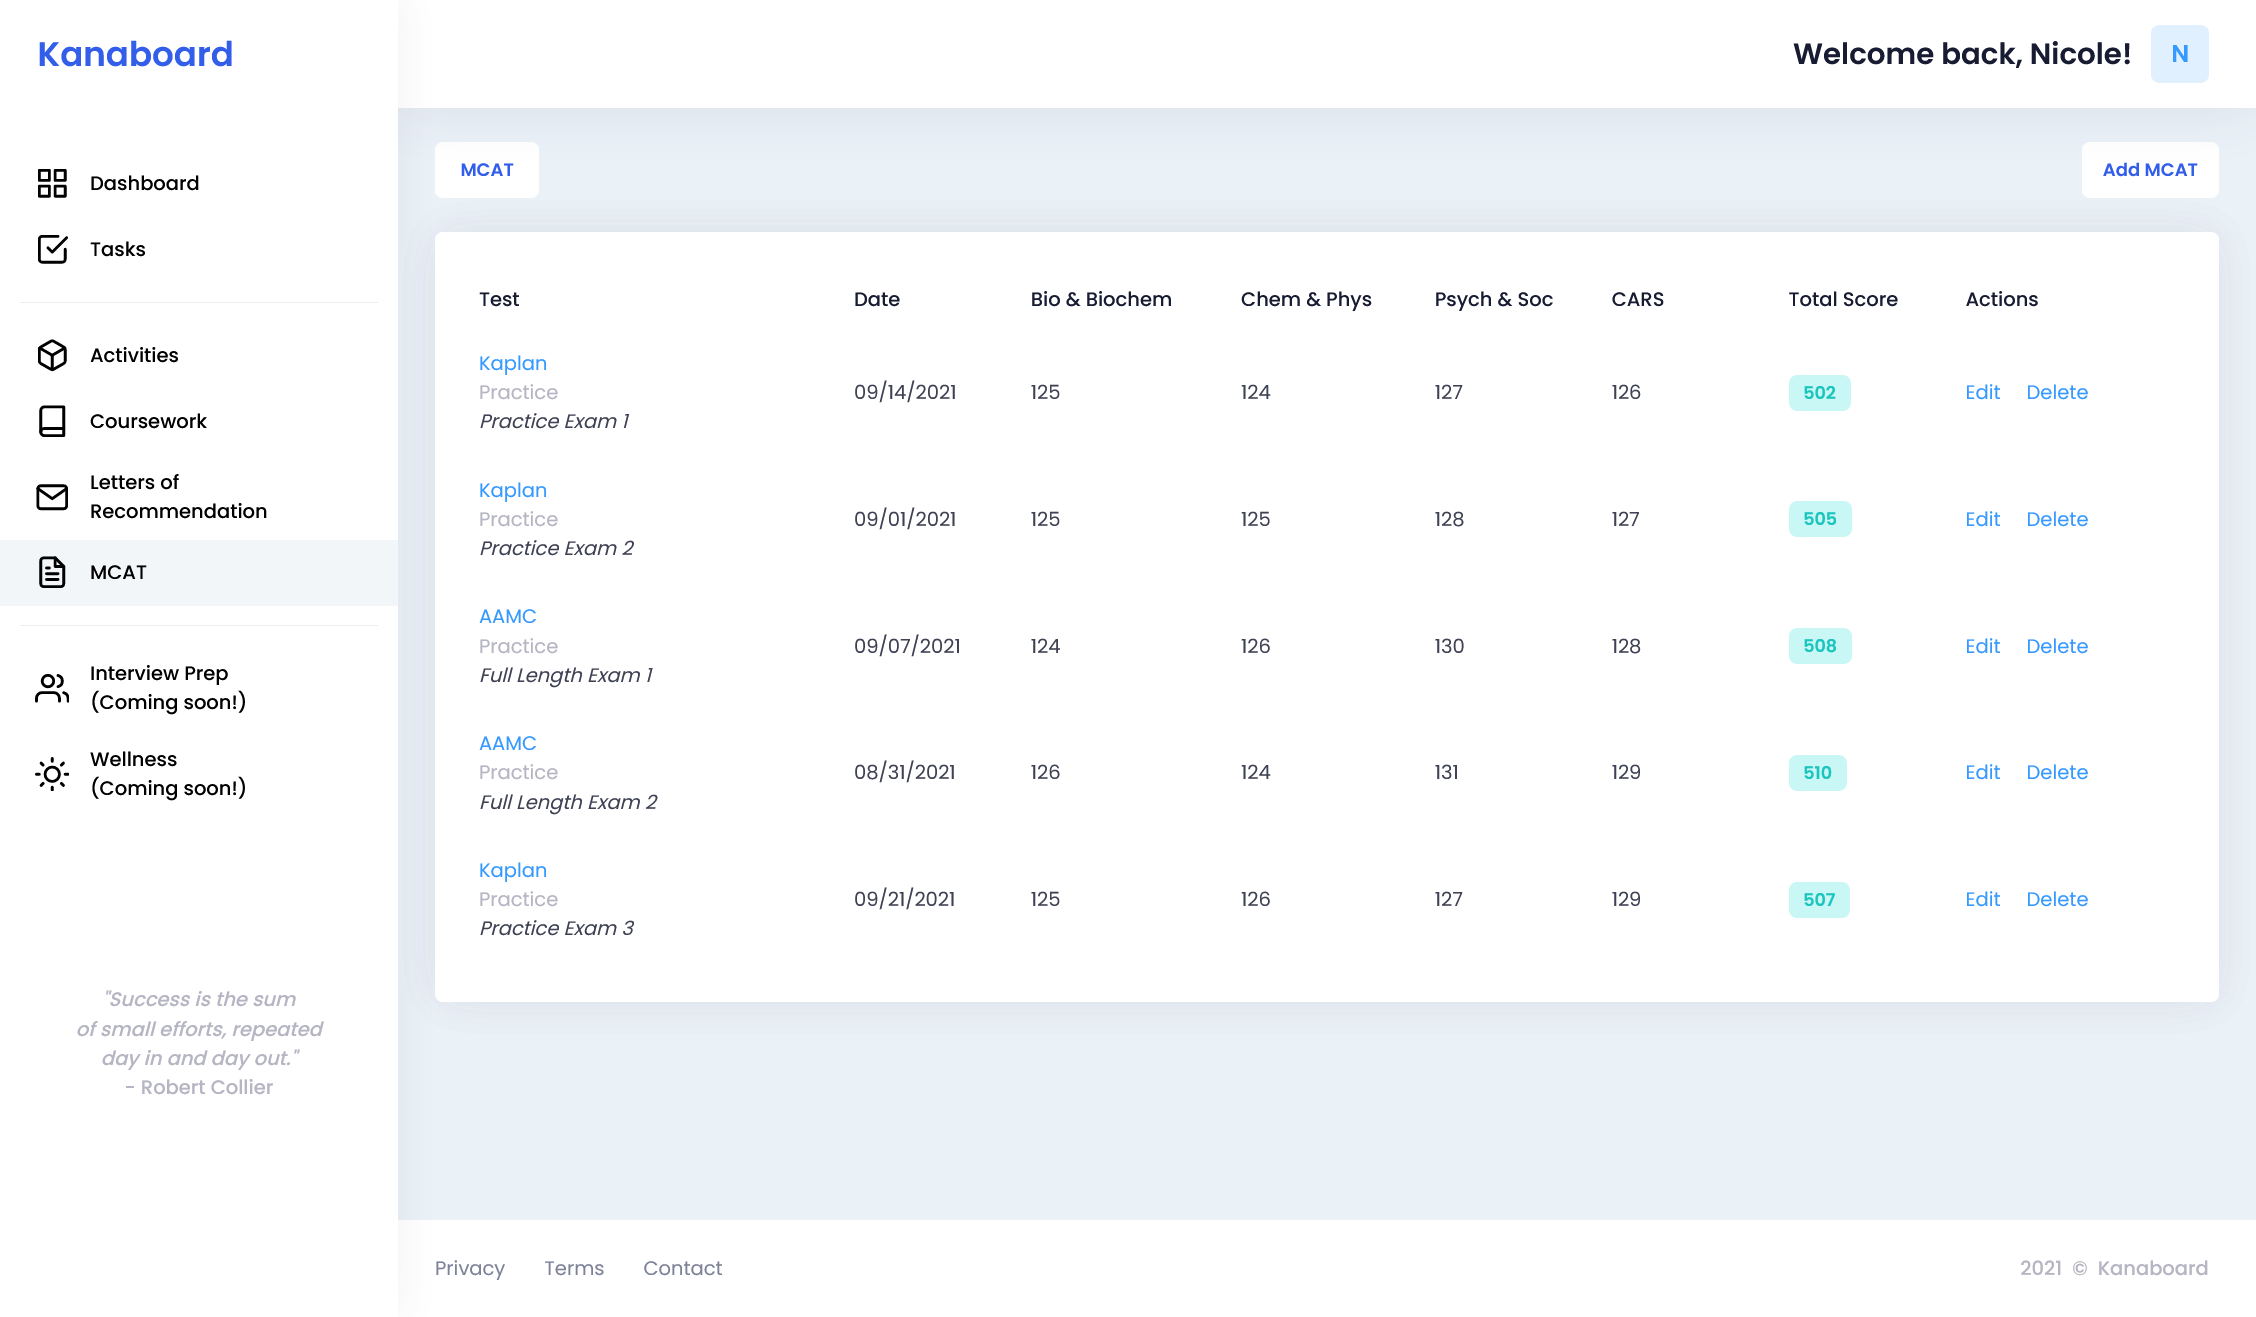 Kanaboard
Welcome back, Nicole!
N
Dashboard
Tasks
Activities
Coursework
Letters of
Recommendation
MCAT
Interview Prep
(Coming soon!)
Wellness
(Coming soon!)
"Success is the sum
of small efforts, repeated
day in and day out."
- Robert Collier
MCAT
Add MCAT
Test Date Bio & Biochem Chem & Phys Psych & Soc CARS Total Score Actions
Kaplan
Practice 09/14/2021 125 124 127 126 502 Edit Delete
Practice Exam 1
Kaplan
Practice 09/01/2021 125 125 128 127 505 Edit Delete
Practice Exam 2
AAMC
Practice 09/07/2021 124 126 130 128 508 Edit Delete
Full Length Exam 1
AAMC
Practice 08/31/2021 126 124 131 129 510 Edit Delete
Full Length Exam 2
Kaplan
Practice 09/21/2021 125 126 127 129 507 Edit Delete
Practice Exam 3
Privacy Terms Contact
2021 © Kanaboard